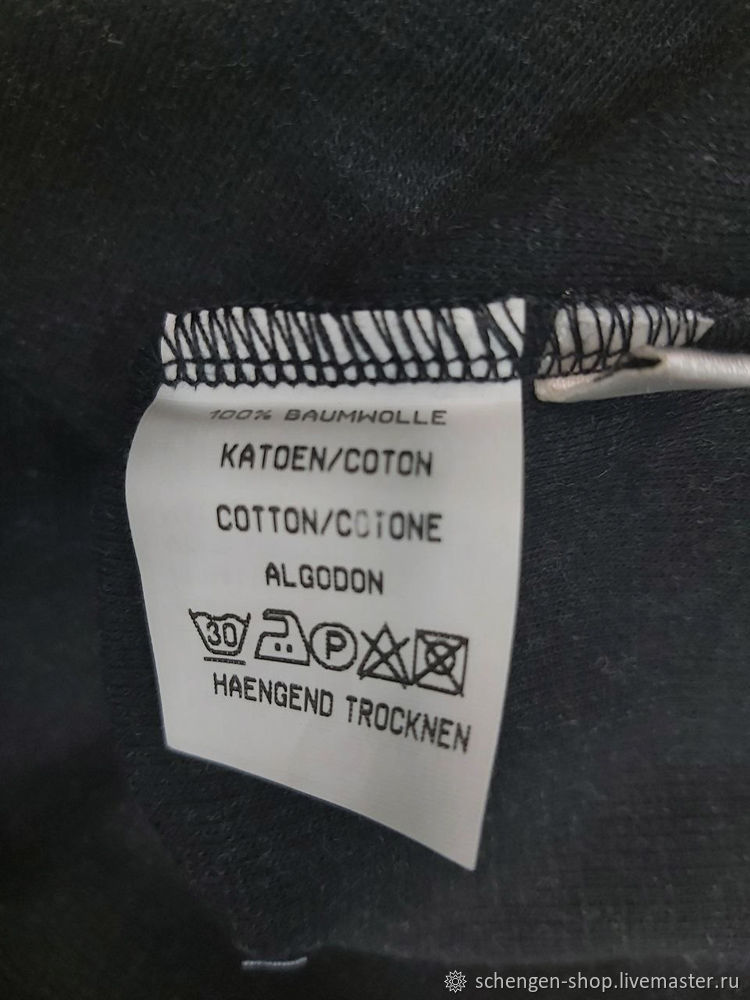 100% BAUMWOLLE
KATOEN/COTON
COTTON/COTONE
ALGODON
30 P
HAENGEND TROCKNEN
schengen-shop.livemaster.ru